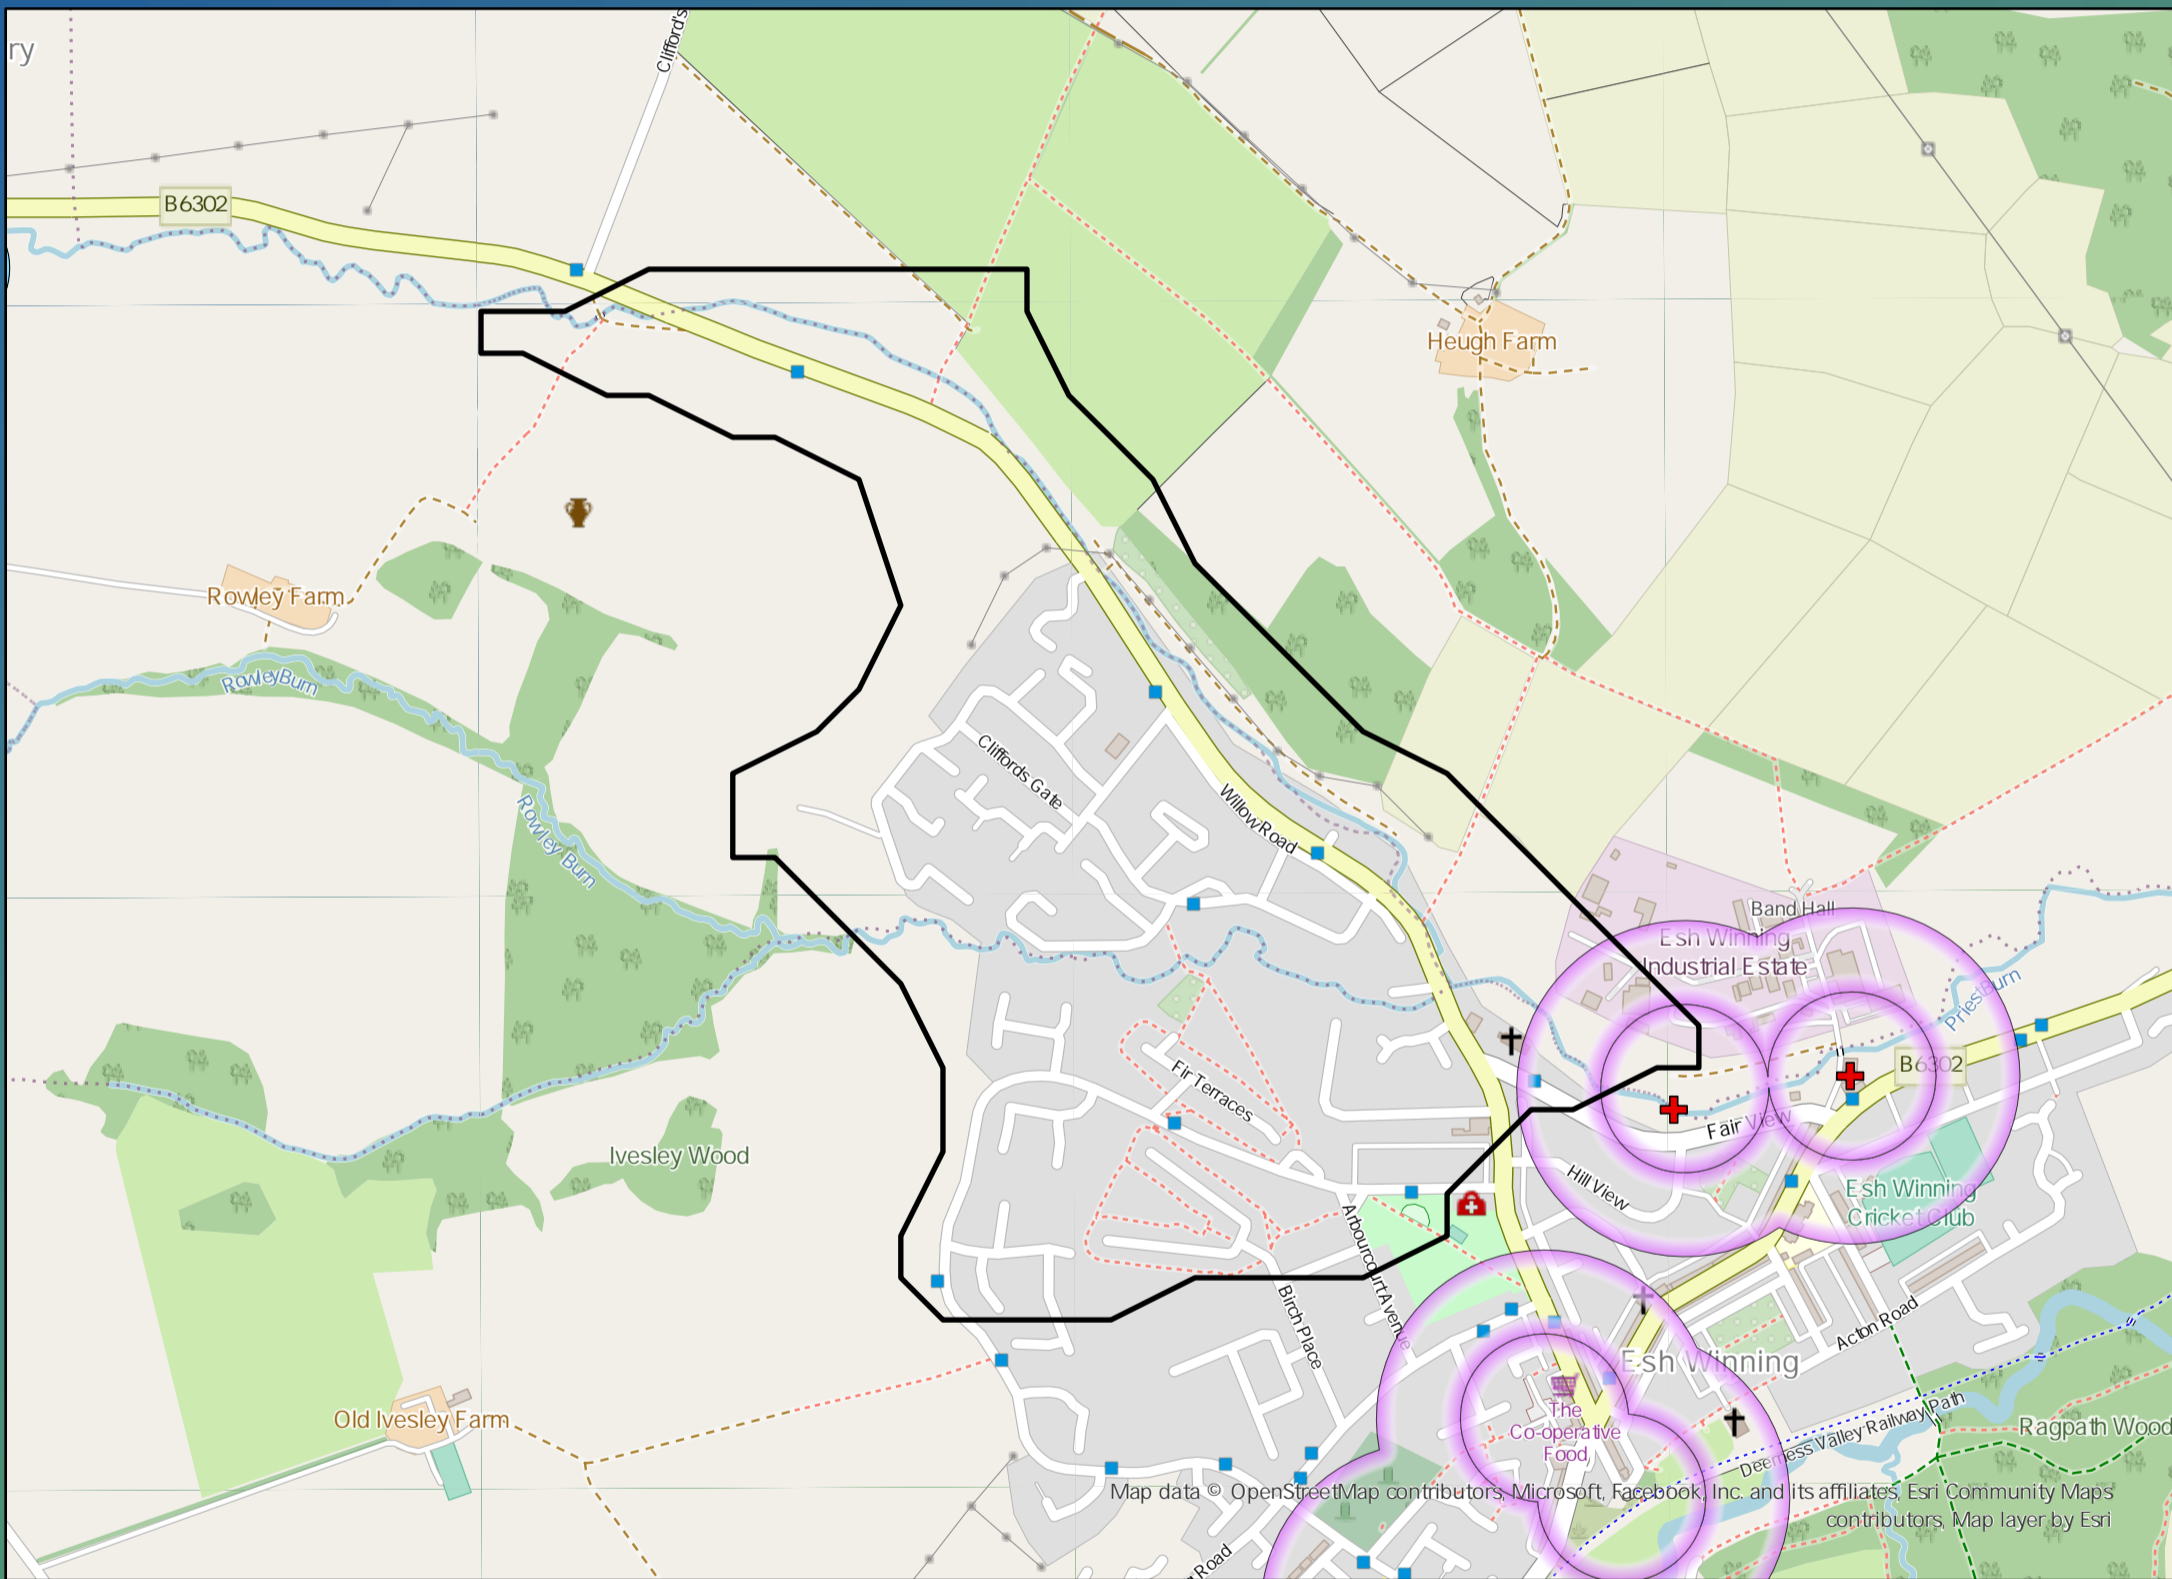 ry
Clifford's
B6302
Heugh Farm
Rowley Farm
Rowley Burn
Rowley Burn
Cliffords Gate
Willow Road
Band Hall
Esh Winning
Industrial Estate
Priest Burn
B6302
Fir Terraces
Fair View
Ivesley Wood
Hill View
Esh Winning
Cricket Club
Arbourcourt Avenue
Birch Place
Acton Road
Esh Winning
Old Ivesley Farm
The
Co-operative
Food
Deerness Valley Railway Path
Ragpath Wood
Map data © OpenStreetMap contributors, Microsoft, Facebook, Inc. and its affiliates, Esri Community Maps
contributors, Map layer by Esri
Road